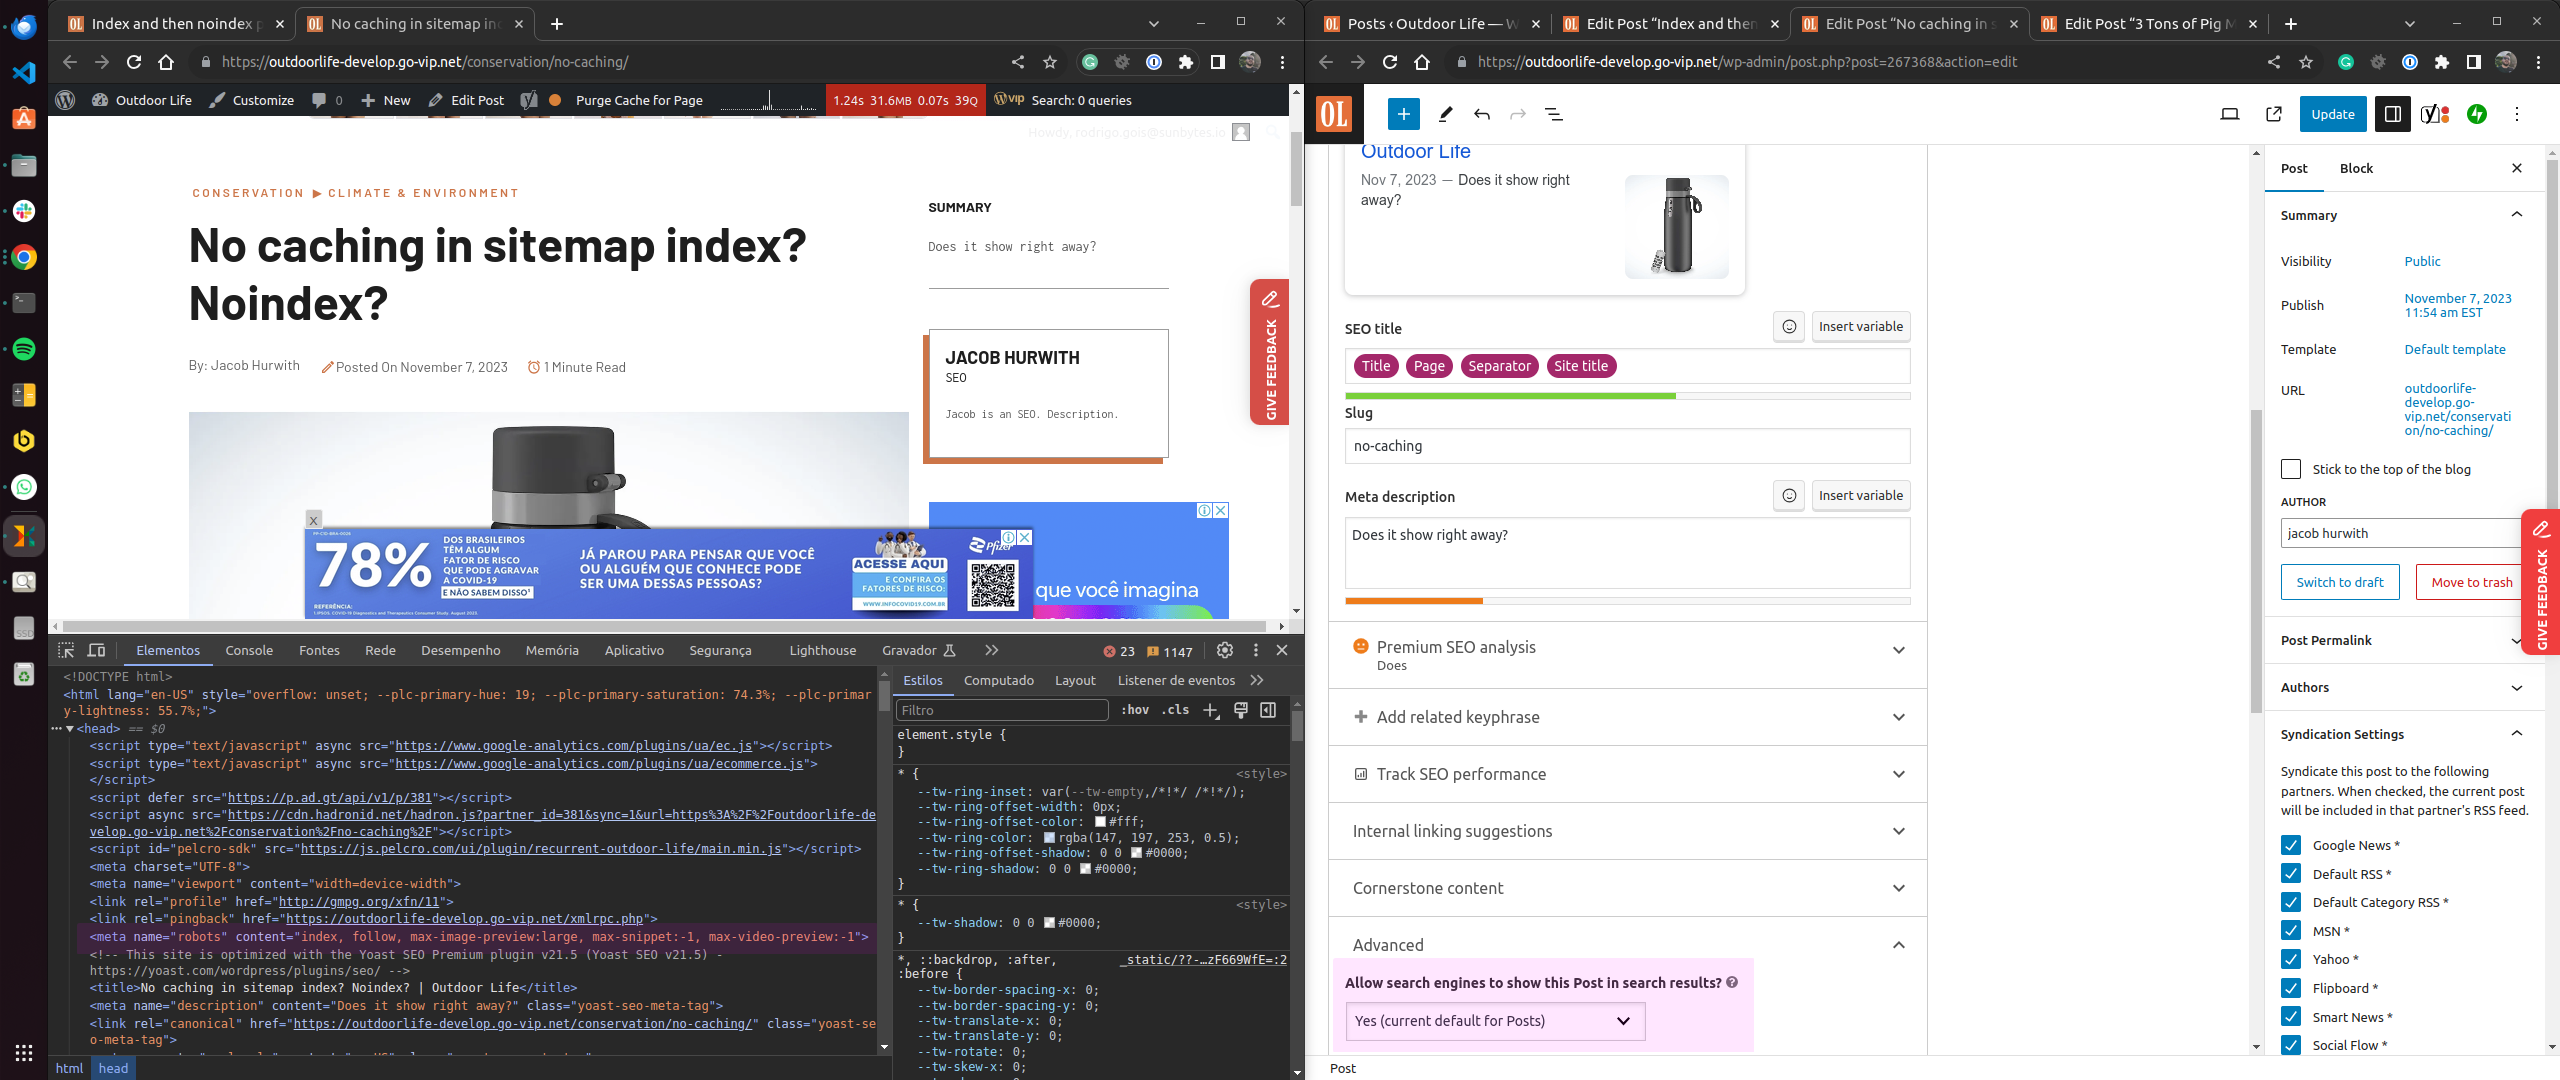 Index and then noindex p
No caching in sitemap ind
https://outdoorlife-develop.go-vip.net/conservation/no-caching/
Outdoor Life
Customize
0
New
Edit Post
Purge Cache for Page
1.24s 31.6MB 0.07s 39Q
VIP
Search: 0 queries
Howdy, rodrigo.gois@sunbytes.io
CONSERVATION ▶ CLIMATE & ENVIRONMENT
No caching in sitemap index?
Noindex?
By: Jacob Hurwith
Posted On November 7, 2023
1 Minute Read
SUMMARY
Does it show right away?
JACOB HURWITH
SEO
Jacob is an SEO. Description.
GIVE FEEDBACK
X
PP-CID-BRA-0026
78%
DOS BRASILEIROS
TÊM ALGUM
FATOR DE RISCO
QUE PODE AGRAVAR
A COVID-19
E NÃO SABEM DISSO¹
REFERÊNCIA:
JÁ PAROU PARA PENSAR QUE VOCÊ
OU ALGUÉM QUE CONHECE PODE
SER UMA DESSAS PESSOAS?
ACESSE AQUI
E CONFIRA OS
FATORES DE RISCO:
WWW.INFOCOVID19.COM.BR
Pfizer
que você imagina
Elementos
Console
Fontes
Rede
Desempenho
Memória
Aplicativo
Segurança
Lighthouse
Gravador
23
1147
<!DOCTYPE html>
<html lang="en-US" style="overflow: unset; --plc-primary-hue: 19; --plc-primary-saturation: 74.3%; --plc-primar
y-lightness: 55.7%;">
<head> == $0
<script type="text/javascript" async src="https://www.google-analytics.com/plugins/ua/ec.js"></script>
<script type="text/javascript" async src="https://www.google-analytics.com/plugins/ua/ecommerce.js">
</script>
<script defer src="https://p.ad.gt/api/v1/p/381"></script>
<script async src="https://cdn.hadronid.net/hadron.js?partner_id=381&sync=1&url=https%3A%2F%2Foutdoorlife-de
velop.go-vip.net%2Fconservation%2Fno-caching%2F"></script>
<script id="pelcro-sdk" src="https://js.pelcro.com/ui/plugin/recurrent-outdoor-life/main.min.js"></script>
<meta charset="UTF-8">
<meta name="viewport" content="width=device-width">
<link rel="profile" href="http://gmpg.org/xfn/11">
<link rel="pingback" href="https://outdoorlife-develop.go-vip.net/xmlrpc.php">
<meta name="robots" content="index, follow, max-image-preview:large, max-snippet:-1, max-video-preview:-1">
<!-- This site is optimized with the Yoast SEO Premium plugin v21.5 (Yoast SEO v21.5) -
https://yoast.com/wordpress/plugins/seo/ -->
<title>No caching in sitemap index? Noindex? | Outdoor Life</title>
<meta name="description" content="Does it show right away?" class="yoast-seo-meta-tag">
<link rel="canonical" href="https://outdoorlife-develop.go-vip.net/conservation/no-caching/" class="yoast-se
o-meta-tag">
html
head
Estilos
Computado
Layout
Listener de eventos
Filtro
:hov
.cls
element.style {
}
* {
<style>
--tw-ring-inset: var(--tw-empty,/*!*/ /*!*/);
--tw-ring-offset-width: 0px;
--tw-ring-offset-color: #fff;
--tw-ring-color: rgba(147, 197, 253, 0.5);
--tw-ring-offset-shadow: 0 0 #0000;
--tw-ring-shadow: 0 0 #0000;
}
* {
<style>
--tw-shadow: 0 0 #0000;
}
*, ::backdrop, :after,
_static/??-…zF669WfE=:2
:before {
--tw-border-spacing-x: 0;
--tw-border-spacing-y: 0;
--tw-translate-x: 0;
--tw-translate-y: 0;
--tw-rotate: 0;
--tw-skew-x: 0;
Posts ‹ Outdoor Life — W
Edit Post “Index and then
Edit Post “No caching in s
Edit Post “3 Tons of Pig M
https://outdoorlife-develop.go-vip.net/wp-admin/post.php?post=267368&action=edit
OL
Update
Outdoor Life
Nov 7, 2023 — Does it show right
away?
SEO title
Insert variable
Title
Page
Separator
Site title
Slug
no-caching
Meta description
Insert variable
Does it show right away?
Premium SEO analysis
Does
Add related keyphrase
Track SEO performance
Internal linking suggestions
Cornerstone content
Advanced
Allow search engines to show this Post in search results?
Yes (current default for Posts)
Post
Post
Block
Summary
Visibility
Public
Publish
November 7, 2023
11:54 am EST
Template
Default template
URL
outdoorlife-
develop.go-
vip.net/conservati
on/no-caching/
Stick to the top of the blog
AUTHOR
jacob hurwith
Switch to draft
Move to trash
GIVE FEEDBACK
Post Permalink
Authors
Syndication Settings
Syndicate this post to the following
partners. When checked, the current post
will be included in that partner's RSS feed.
Google News *
Default RSS *
Default Category RSS *
MSN *
Yahoo *
Flipboard *
Smart News *
Social Flow *